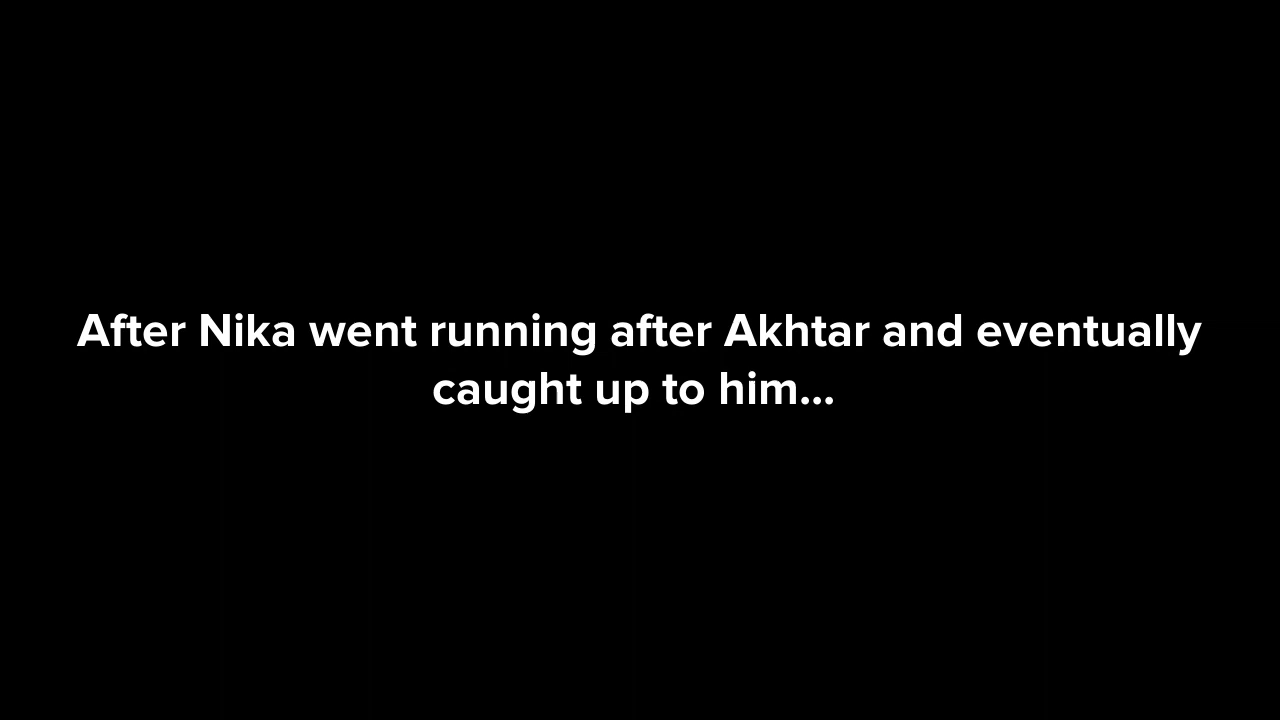 After Nika went running after Akhtar and eventually
caught up to him...